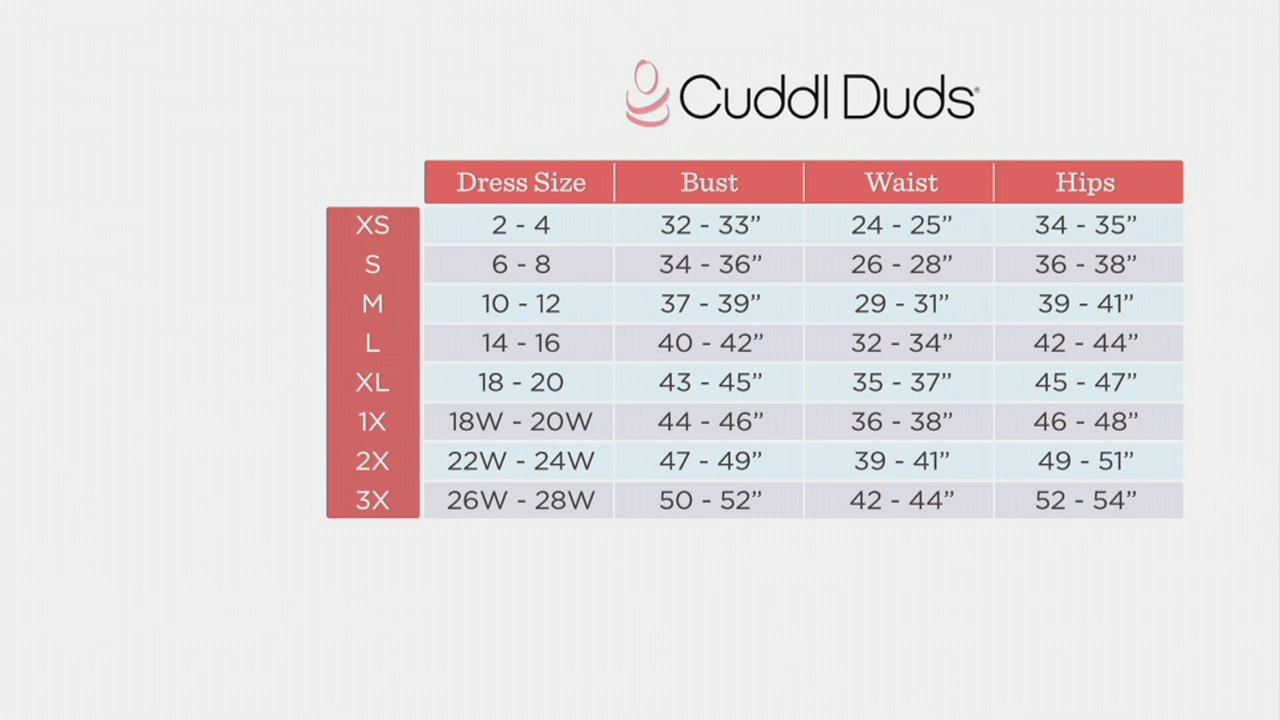 Cuddl Duds®
Dress Size Bust Waist Hips
XS 2 - 4 32 - 33” 24 - 25” 34 - 35”
S 6 - 8 34 - 36” 26 - 28” 36 - 38”
M 10 - 12 37 - 39” 29 - 31” 39 - 41”
L 14 - 16 40 - 42” 32 - 34” 42 - 44”
XL 18 - 20 43 - 45” 35 - 37” 45 - 47”
1X 18W - 20W 44 - 46” 36 - 38” 46 - 48”
2X 22W - 24W 47 - 49” 39 - 41” 49 - 51”
3X 26W - 28W 50 - 52” 42 - 44” 52 - 54”